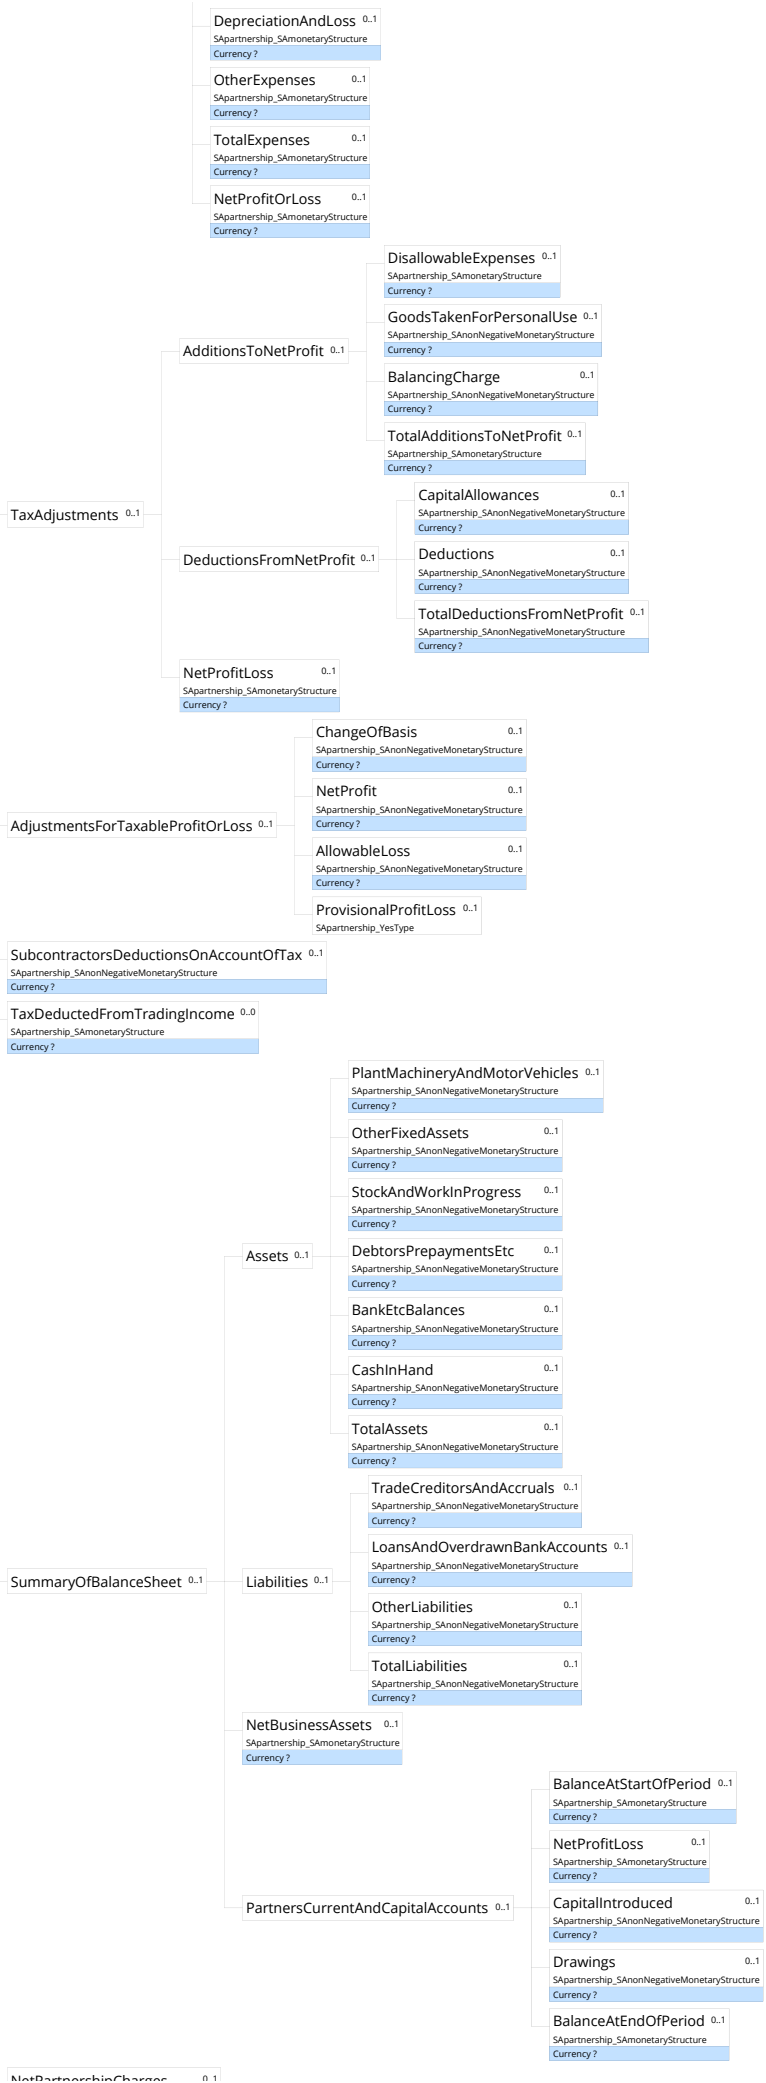 DepreciationAndLoss 0..1
SApartnership_SAmonetaryStructure
Currency ?
OtherExpenses 0..1
SApartnership_SAmonetaryStructure
Currency ?
TotalExpenses 0..1
SApartnership_SAmonetaryStructure
Currency ?
NetProfitOrLoss 0..1
SApartnership_SAmonetaryStructure
Currency ?
DisallowableExpenses 0..1
SApartnership_SAmonetaryStructure
Currency ?
GoodsTakenForPersonalUse 0..1
SApartnership_SAnonNegativeMonetaryStructure
Currency ?
AdditionsToNetProfit 0..1
BalancingCharge 0..1
SApartnership_SAnonNegativeMonetaryStructure
Currency ?
TotalAdditionsToNetProfit 0..1
SApartnership_SAmonetaryStructure
Currency ?
CapitalAllowances 0..1
SApartnership_SAnonNegativeMonetaryStructure
Currency ?
TaxAdjustments 0..1
Deductions 0..1
SApartnership_SAnonNegativeMonetaryStructure
Currency ?
DeductionsFromNetProfit 0..1
TotalDeductionsFromNetProfit 0..1
SApartnership_SAnonNegativeMonetaryStructure
Currency ?
NetProfitLoss 0..1
SApartnership_SAmonetaryStructure
Currency ?
ChangeOfBasis 0..1
SApartnership_SAnonNegativeMonetaryStructure
Currency ?
NetProfit 0..1
SApartnership_SAnonNegativeMonetaryStructure
Currency ?
AdjustmentsForTaxableProfitOrLoss 0..1
AllowableLoss 0..1
SApartnership_SAnonNegativeMonetaryStructure
Currency ?
ProvisionalProfitLoss 0..1
SApartnership_YesType
SubcontractorsDeductionsOnAccountOfTax 0..1
SApartnership_SAnonNegativeMonetaryStructure
Currency ?
TaxDeductedFromTradingIncome 0..0
SApartnership_SAmonetaryStructure
Currency ?
PlantMachineryAndMotorVehicles 0..1
SApartnership_SAnonNegativeMonetaryStructure
Currency ?
OtherFixedAssets 0..1
SApartnership_SAnonNegativeMonetaryStructure
Currency ?
StockAndWorkInProgress 0..1
SApartnership_SAnonNegativeMonetaryStructure
Currency ?
Assets 0..1
DebtorsPrepaymentsEtc 0..1
SApartnership_SAnonNegativeMonetaryStructure
Currency ?
BankEtcBalances 0..1
SApartnership_SAnonNegativeMonetaryStructure
Currency ?
CashInHand 0..1
SApartnership_SAnonNegativeMonetaryStructure
Currency ?
TotalAssets 0..1
SApartnership_SAnonNegativeMonetaryStructure
Currency ?
TradeCreditorsAndAccruals 0..1
SApartnership_SAnonNegativeMonetaryStructure
Currency ?
LoansAndOverdrawnBankAccounts 0..1
SApartnership_SAnonNegativeMonetaryStructure
Currency ?
SummaryOfBalanceSheet 0..1
Liabilities 0..1
OtherLiabilities 0..1
SApartnership_SAnonNegativeMonetaryStructure
Currency ?
TotalLiabilities 0..1
SApartnership_SAnonNegativeMonetaryStructure
Currency ?
NetBusinessAssets 0..1
SApartnership_SAmonetaryStructure
Currency ?
BalanceAtStartOfPeriod 0..1
SApartnership_SAmonetaryStructure
Currency ?
NetProfitLoss 0..1
SApartnership_SAmonetaryStructure
Currency ?
PartnersCurrentAndCapitalAccounts 0..1
CapitalIntroduced 0..1
SApartnership_SAnonNegativeMonetaryStructure
Currency ?
Drawings 0..1
SApartnership_SAnonNegativeMonetaryStructure
Currency ?
BalanceAtEndOfPeriod 0..1
SApartnership_SAmonetaryStructure
Currency ?
NetPartnershipCharges 0..1